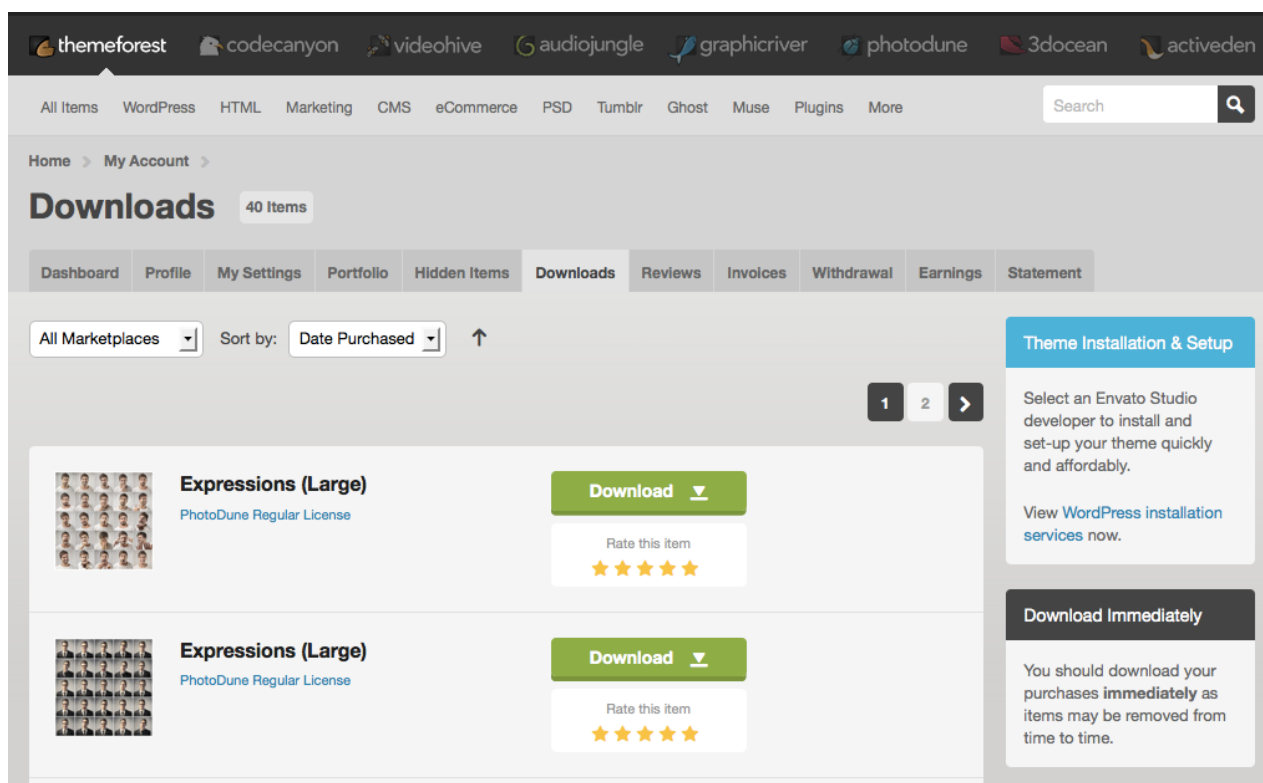 themeforest codecanyon videohive audiojungle graphicriver photodune 3docean activeden
All Items WordPress HTML Marketing CMS eCommerce PSD Tumblr Ghost Muse Plugins More Search
Home My Account
Downloads 40 Items
Dashboard Profile My Settings Portfolio Hidden Items Downloads Reviews Invoices Withdrawal Earnings Statement
All Marketplaces Sort by: Date Purchased
1 2
Expressions (Large)
PhotoDune Regular License
Download
Rate this item
Expressions (Large)
PhotoDune Regular License
Download
Rate this item
Theme Installation & Setup
Select an Envato Studio
developer to install and
set-up your theme quickly
and affordably.
View WordPress installation
services now.
Download Immediately
You should download your
purchases immediately as
items may be removed from
time to time.